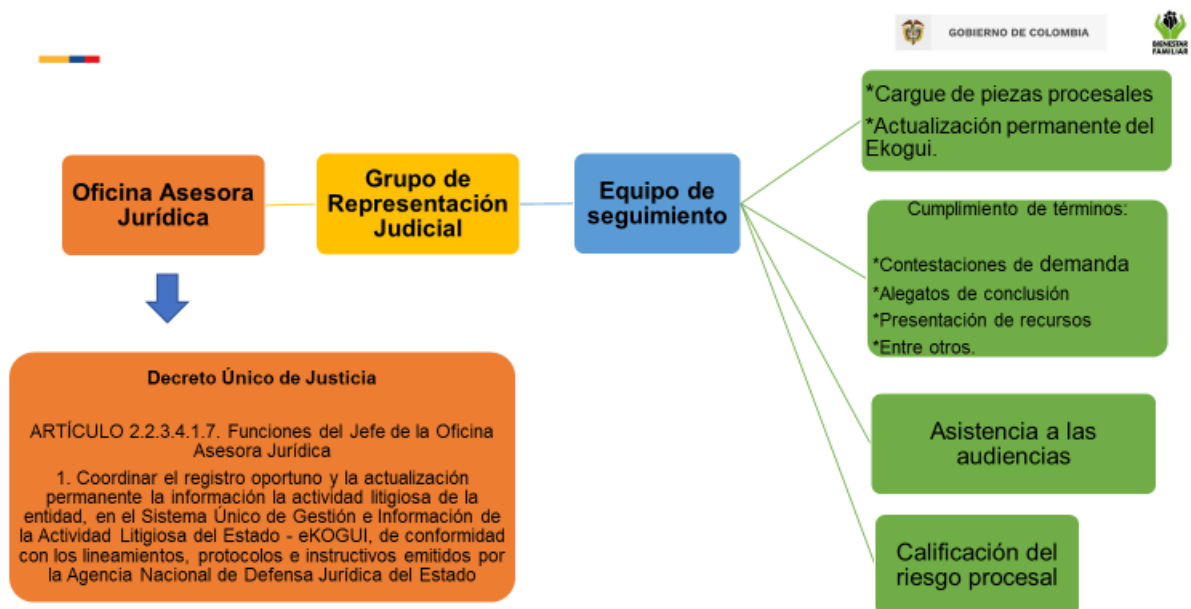 GOBIERNO DE COLOMBIA
BIENESTAR
FAMILIAR
Oficina Asesora
Jurídica
Grupo de
Representación
Judicial
Equipo de
seguimiento
*Cargue de piezas procesales
*Actualización permanente del
Ekogui.
Cumplimiento de términos:
*Contestaciones de demanda
*Alegatos de conclusión
*Presentación de recursos
*Entre otros.
Asistencia a las
audiencias
Calificación del
riesgo procesal
Decreto Único de Justicia
ARTÍCULO 2.2.3.4.1.7. Funciones del Jefe de la Oficina
Asesora Jurídica
1. Coordinar el registro oportuno y la actualización
permanente la información la actividad litigiosa de la
entidad, en el Sistema Único de Gestión e Información de
la Actividad Litigiosa del Estado - eKOGUI, de conformidad
con los lineamientos, protocolos e instructivos emitidos por
la Agencia Nacional de Defensa Jurídica del Estado